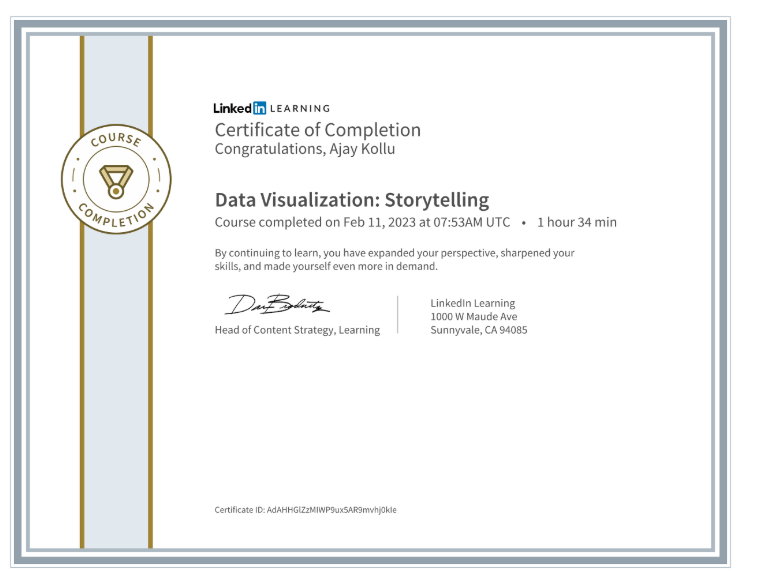 Linked in LEARNING
Certificate of Completion
Congratulations, Ajay Kollu
COURSE
COMPLETION
Data Visualization: Storytelling
Course completed on Feb 11, 2023 at 07:53AM UTC • 1 hour 34 min
By continuing to learn, you have expanded your perspective, sharpened your
skills, and made yourself even more in demand.
Head of Content Strategy, Learning
LinkedIn Learning
1000 W Maude Ave
Sunnyvale, CA 94085
Certificate ID: